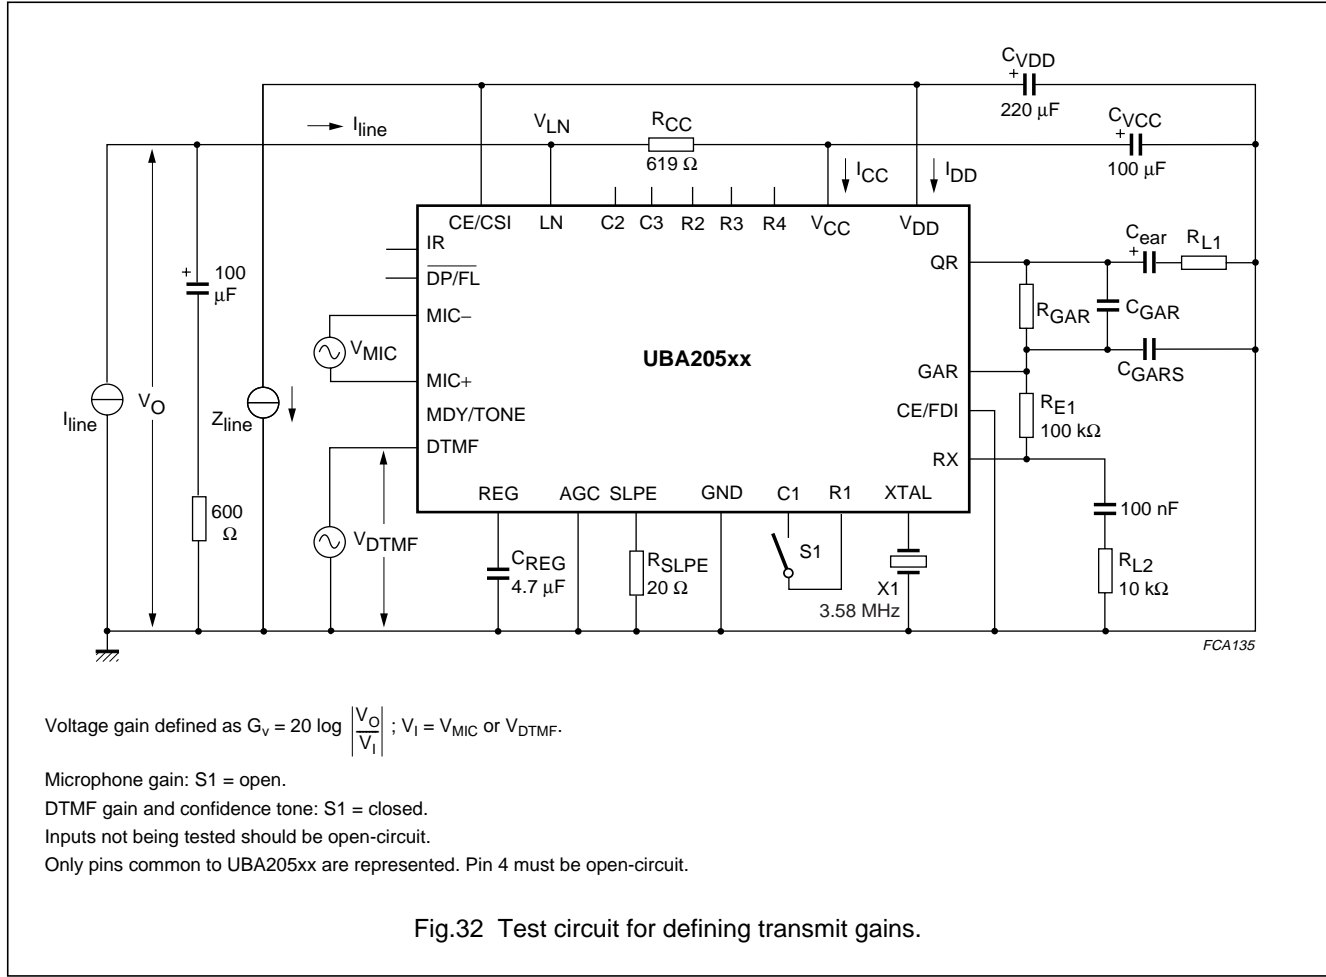 CVDD
+
220 µF
CVCC
+
100 µF
Iline
VLN
RCC
619 Ω
ICC
IDD
CE/CSI
LN
C2
C3
R2
R3
R4
VCC
VDD
IR
DP/FL
MIC−
MIC+
MDY/TONE
DTMF
UBA205xx
QR
GAR
CE/FDI
RX
REG
AGC
SLPE
GND
C1
R1
XTAL
+
100
µF
600
Ω
VO
Iline
Zline
VMIC
VDTMF
CREG
4.7 µF
RSLPE
20 Ω
S1
X1
3.58 MHz
Cear
+
RL1
RGAR
CGAR
CGARS
RE1
100 kΩ
100 nF
RL2
10 kΩ
FCA135
Voltage gain defined as Gv = 20 log |VO/VI| ; VI = VMIC or VDTMF.
Microphone gain: S1 = open.
DTMF gain and confidence tone: S1 = closed.
Inputs not being tested should be open-circuit.
Only pins common to UBA205xx are represented. Pin 4 must be open-circuit.
Fig.32 Test circuit for defining transmit gains.